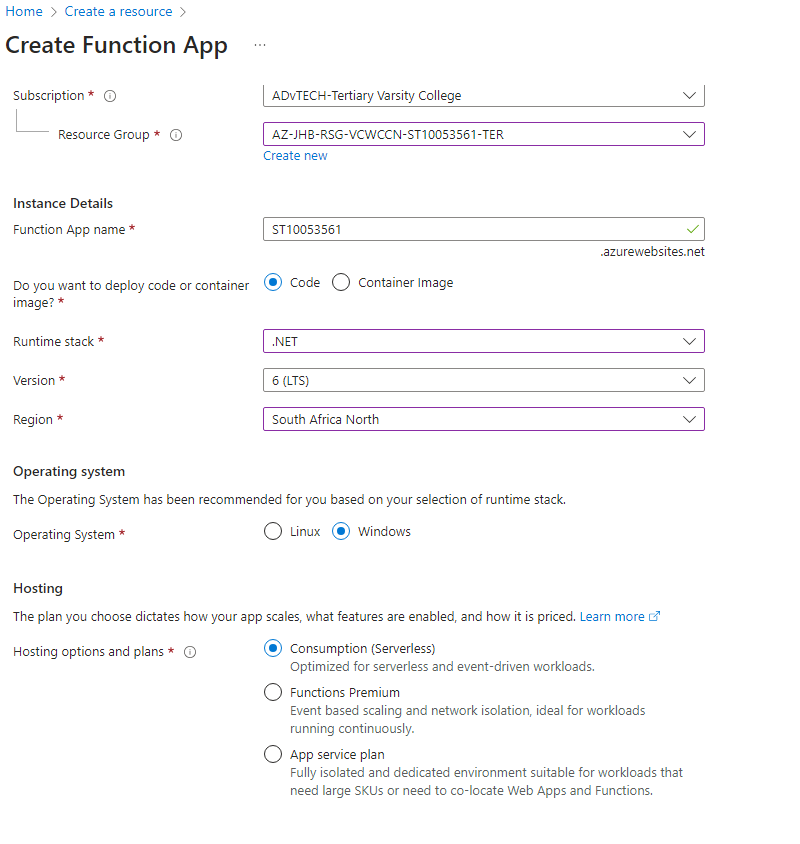 Home > Create a resource >
Create Function App ...
Subscription * ADvTECH-Tertiary Varsity College
Resource Group * AZ-JHB-RSG-VCWCCN-ST10053561-TER
Create new
Instance Details
Function App name * ST10053561
.azurewebsites.net
Do you want to deploy code or container Code Container Image
image? *
Runtime stack * .NET
Version * 6 (LTS)
Region * South Africa North
Operating system
The Operating System has been recommended for you based on your selection of runtime stack.
Operating System * Linux Windows
Hosting
The plan you choose dictates how your app scales, what features are enabled, and how it is priced. Learn more
Hosting options and plans * Consumption (Serverless)
Optimized for serverless and event-driven workloads.
Functions Premium
Event based scaling and network isolation, ideal for workloads
running continuously.
App service plan
Fully isolated and dedicated environment suitable for workloads that
need large SKUs or need to co-locate Web Apps and Functions.